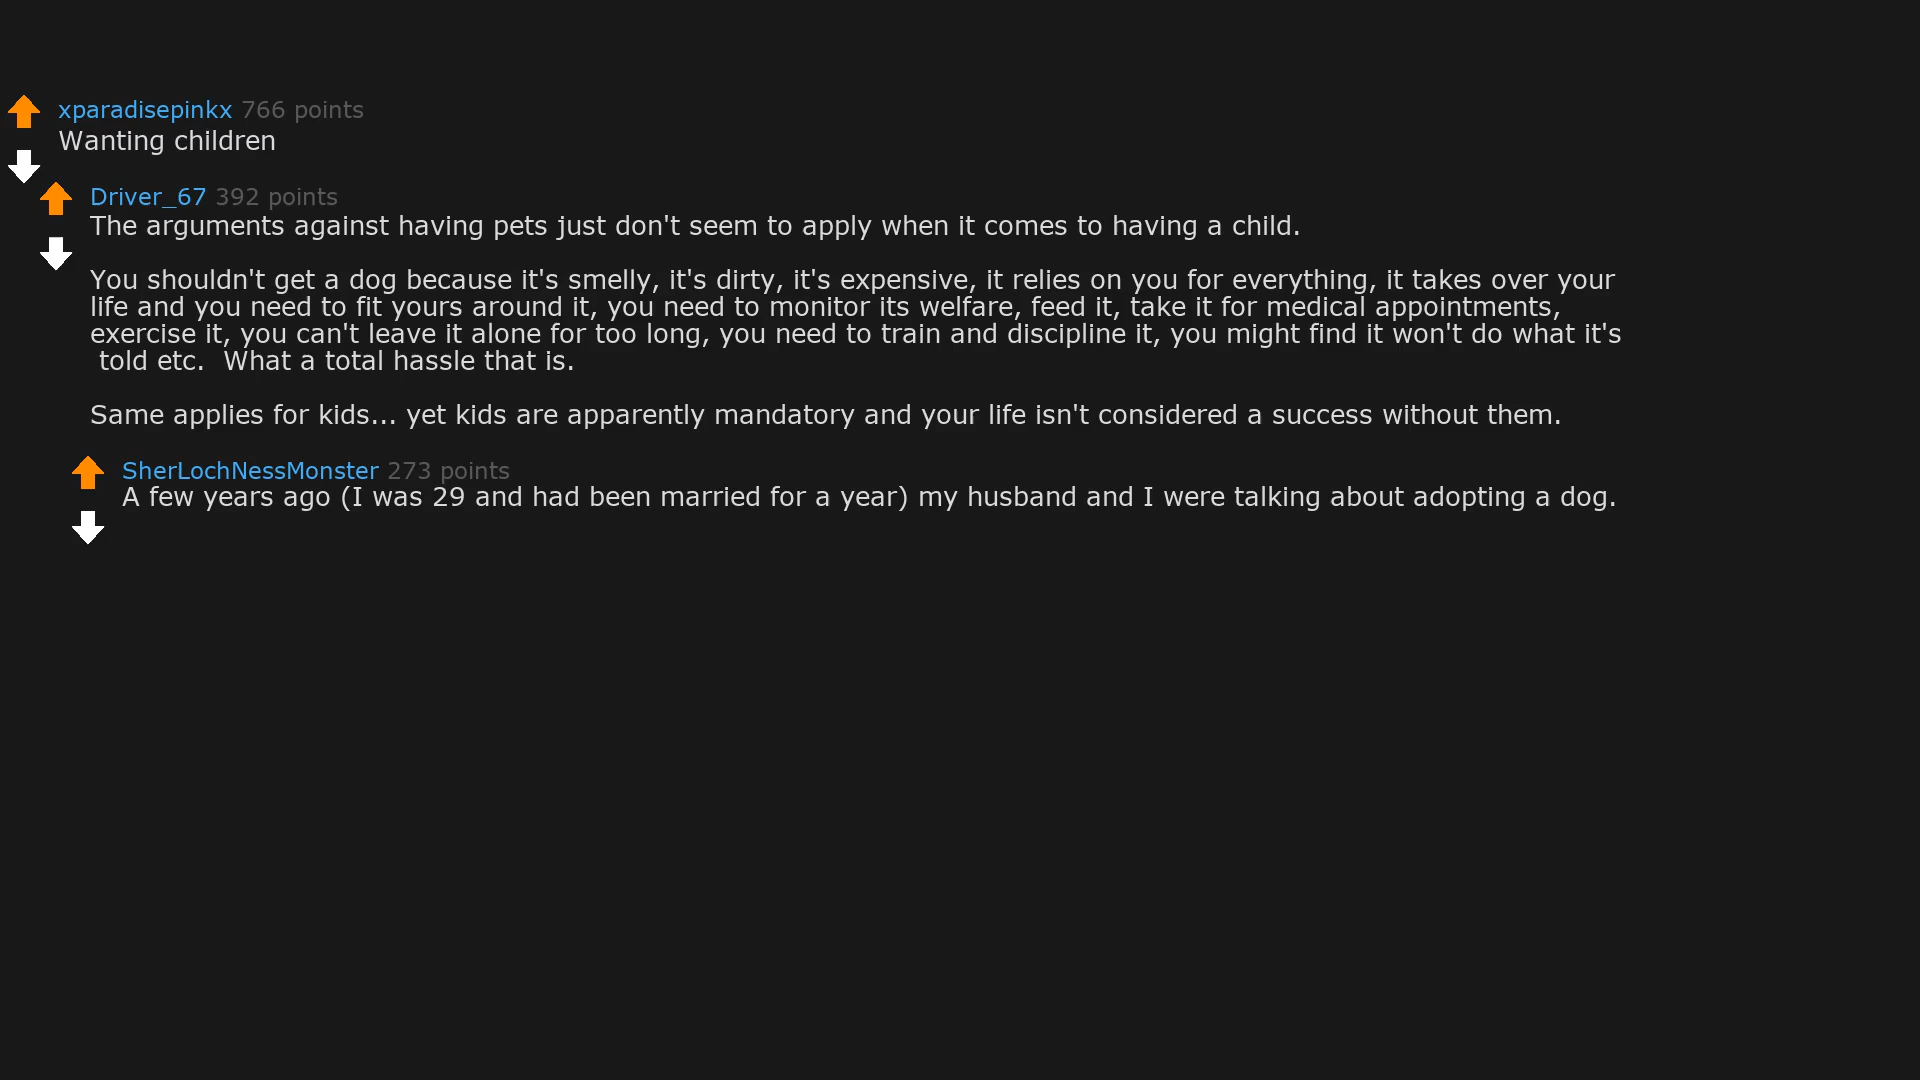 xparadisepinkx 766 points
Wanting children
Driver_67 392 points
The arguments against having pets just don't seem to apply when it comes to having a child.
You shouldn't get a dog because it's smelly, it's dirty, it's expensive, it relies on you for everything, it takes over your
life and you need to fit yours around it, you need to monitor its welfare, feed it, take it for medical appointments,
exercise it, you can't leave it alone for too long, you need to train and discipline it, you might find it won't do what it's
told etc.  What a total hassle that is.
Same applies for kids... yet kids are apparently mandatory and your life isn't considered a success without them.
SherLochNessMonster 273 points
A few years ago (I was 29 and had been married for a year) my husband and I were talking about adopting a dog.